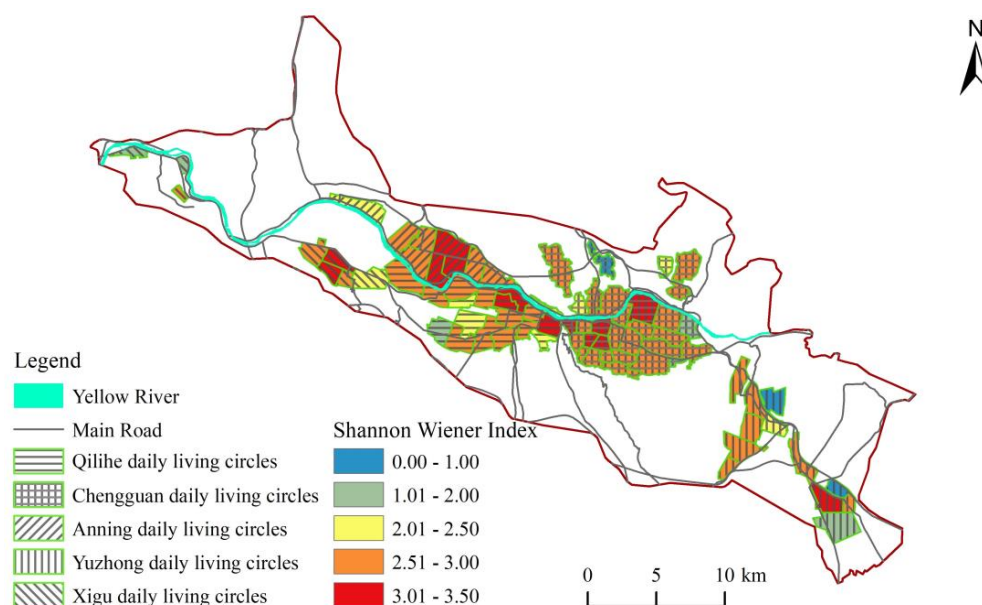 N
Legend
Yellow River
Main Road
Qilihe daily living circles
Chengguan daily living circles
Anning daily living circles
Yuzhong daily living circles
Xigu daily living circles
Shannon Wiener Index
0.00 - 1.00
1.01 - 2.00
2.01 - 2.50
2.51 - 3.00
3.01 - 3.50
0 5 10 km